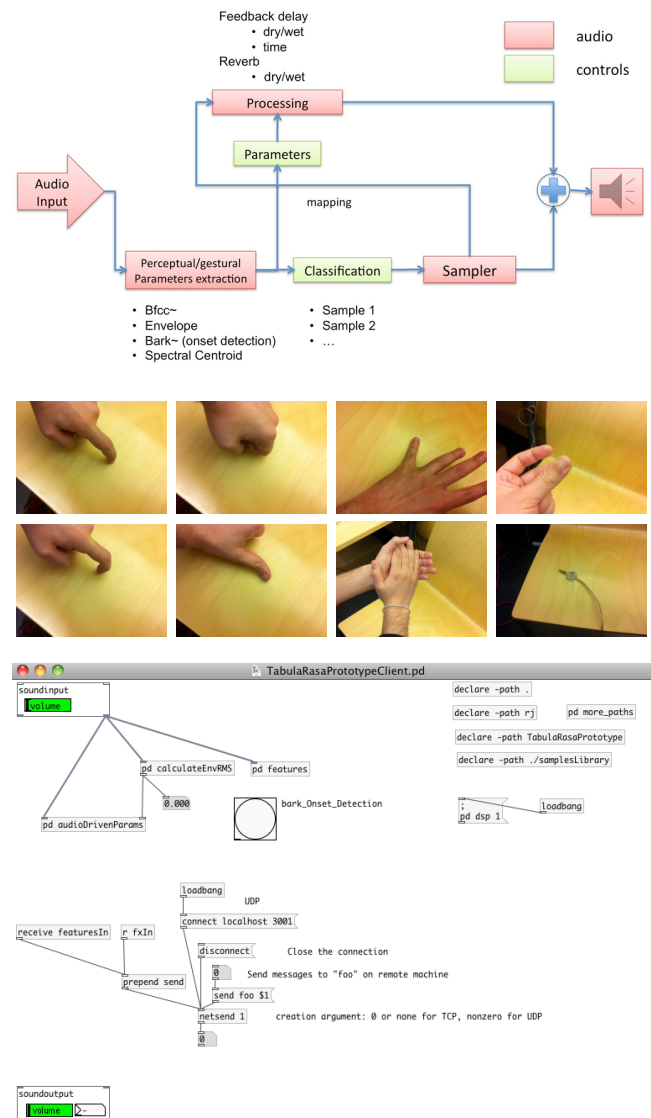 Feedback delay
• dry/wet
• time
Reverb
• dry/wet
audio
controls
Processing
Parameters
Audio
Input
mapping
Perceptual/gestural
Parameters extraction
Classification
Sampler
• Bfcc~
• Envelope
• Bark~ (onset detection)
• Spectral Centroid
• Sample 1
• Sample 2
• …
TabulaRasaPrototypeClient.pd
soundinput
volume
declare -path .
declare -path rj
pd more_paths
declare -path TabulaRasaPrototype
declare -path ./samplesLibrary
pd calculateEnvRMS
pd features
0.000
bark_Onset_Detection
pd audioDrivenParams
;
pd dsp 1
loadbang
loadbang
UDP
connect localhost 3001
receive featuresIn
r fxIn
disconnect
Close the connection
0
Send messages to "foo" on remote machine
prepend send
send foo $1
netsend 1
creation argument: 0 or none for TCP, nonzero for UDP
0
soundoutput
volume
>-